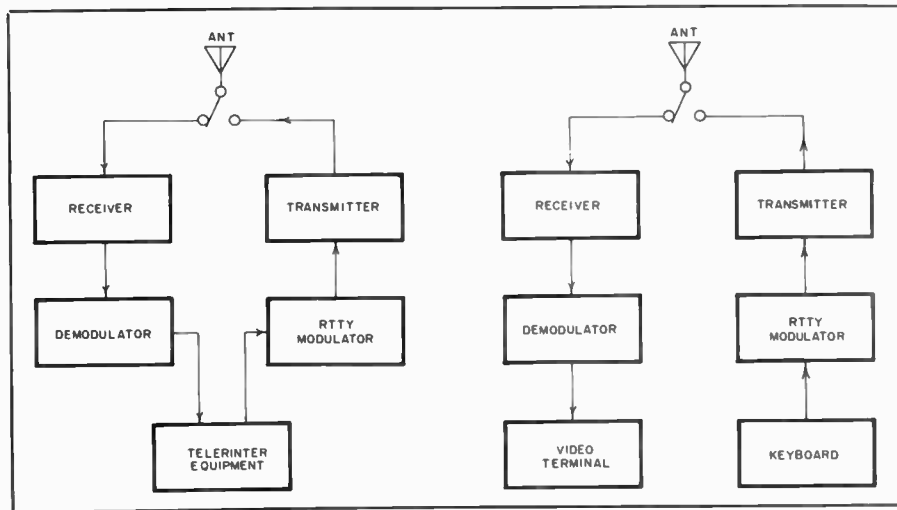 ANT
ANT
RECEIVER
TRANSMITTER
RECEIVER
TRANSMITTER
DEMODULATOR
RTTY
MODULATOR
DEMODULATOR
RTTY
MODULATOR
TELERINTER
EQUIPMENT
VIDEO
TERMINAL
KEYBOARD